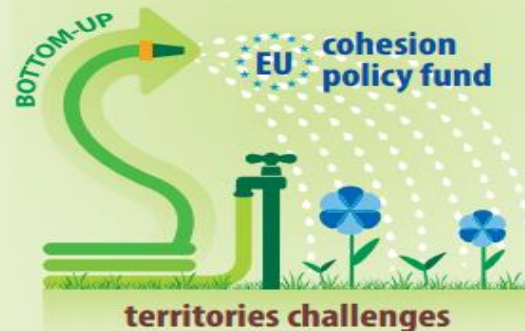 BOTTOM-UP
EU
cohesion
policy fund
territories challenges